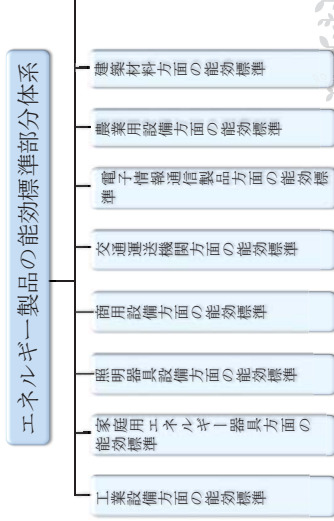 エネルギー製品の能効標準部分体系
工業設備方面の能効標準
家庭用エネルギー器具方面の
能効標準
照明器具設備方面の能効標準
商用設備方面の能効標準
交通運送機関方面の能効標準
電子情報通信製品方面の能効標
準
農業用設備方面の能効標準
建築材料方面の能効標準